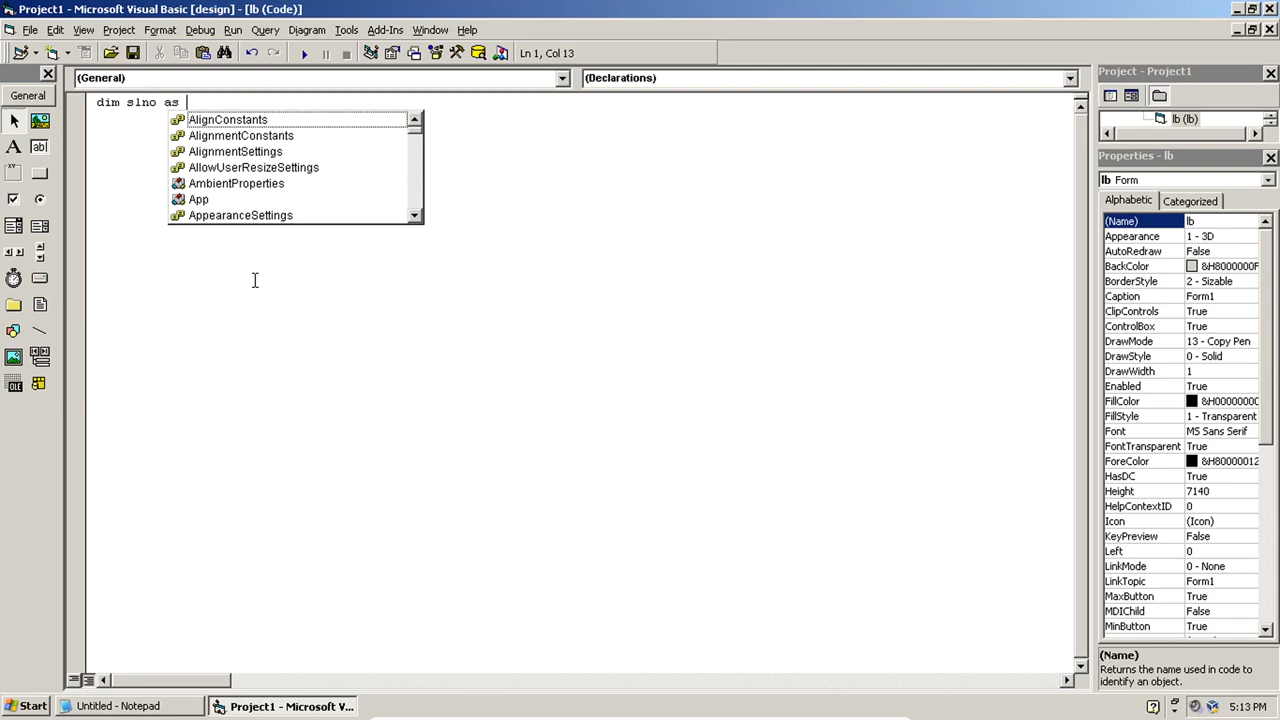 Project1 - Microsoft Visual Basic [design] - [lb (Code)]
File Edit View Project Format Debug Run Query Diagram Tools Add-Ins Window Help
Ln 1, Col 13
General
(General)
(Declarations)
dim slno as
AlignConstants
AlignmentConstants
AlignmentSettings
AllowUserResizeSettings
AmbientProperties
App
AppearanceSettings
A
ab|
XY
OLE
Project - Project1
lb (lb)
Properties - lb
lb Form
Alphabetic Categorized
(Name) lb
Appearance 1 - 3D
AutoRedraw False
BackColor &H8000000F
BorderStyle 2 - Sizable
Caption Form1
ClipControls True
ControlBox True
DrawMode 13 - Copy Pen
DrawStyle 0 - Solid
DrawWidth 1
Enabled True
FillColor &H0000000C
FillStyle 1 - Transparent
Font MS Sans Serif
FontTransparent True
ForeColor &H80000012
HasDC True
Height 7140
HelpContextID 0
Icon (Icon)
KeyPreview False
Left 0
LinkMode 0 - None
LinkTopic Form1
MaxButton True
MDIChild False
MinButton True
(Name)
Returns the name used in code to
identify an object.
Start
Untitled - Notepad
Project1 - Microsoft V...
5:13 PM